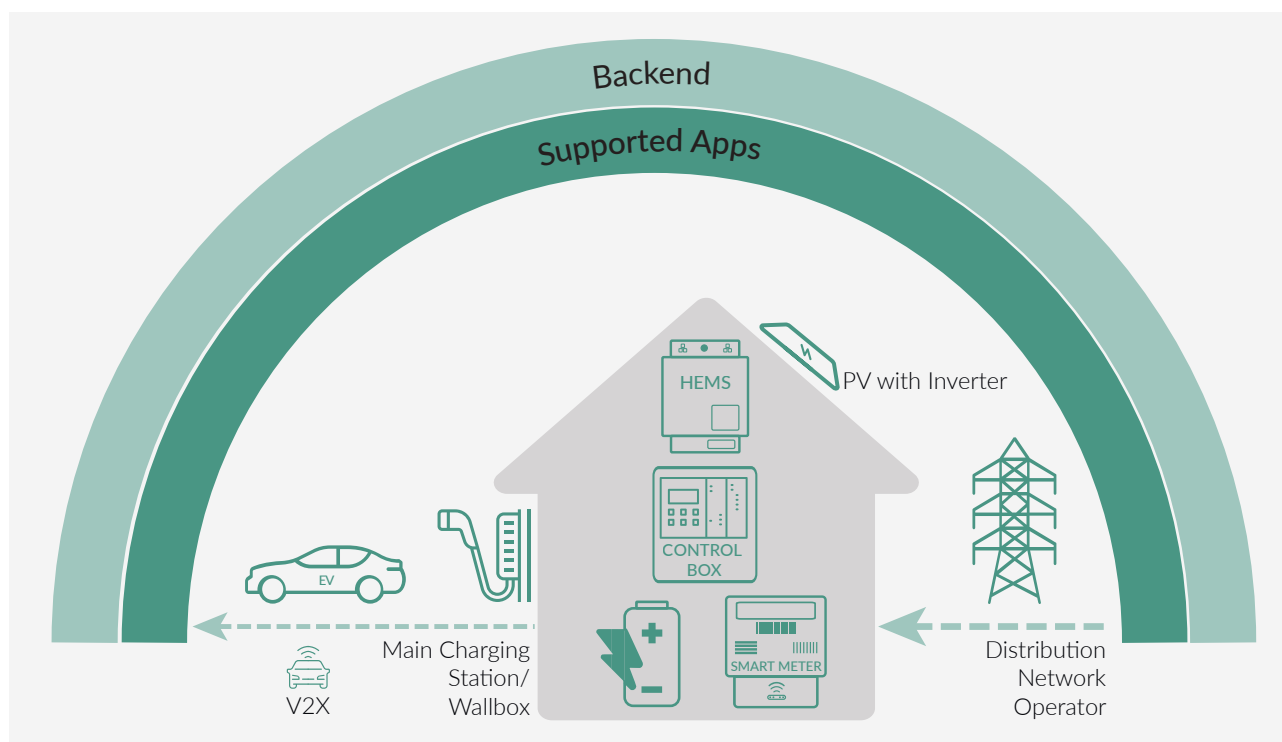 Backend
Supported Apps
HEMS
PV with Inverter
CONTROL
BOX
EV
SMART METER
Main Charging
Station/
Wallbox
V2X
Distribution
Network
Operator